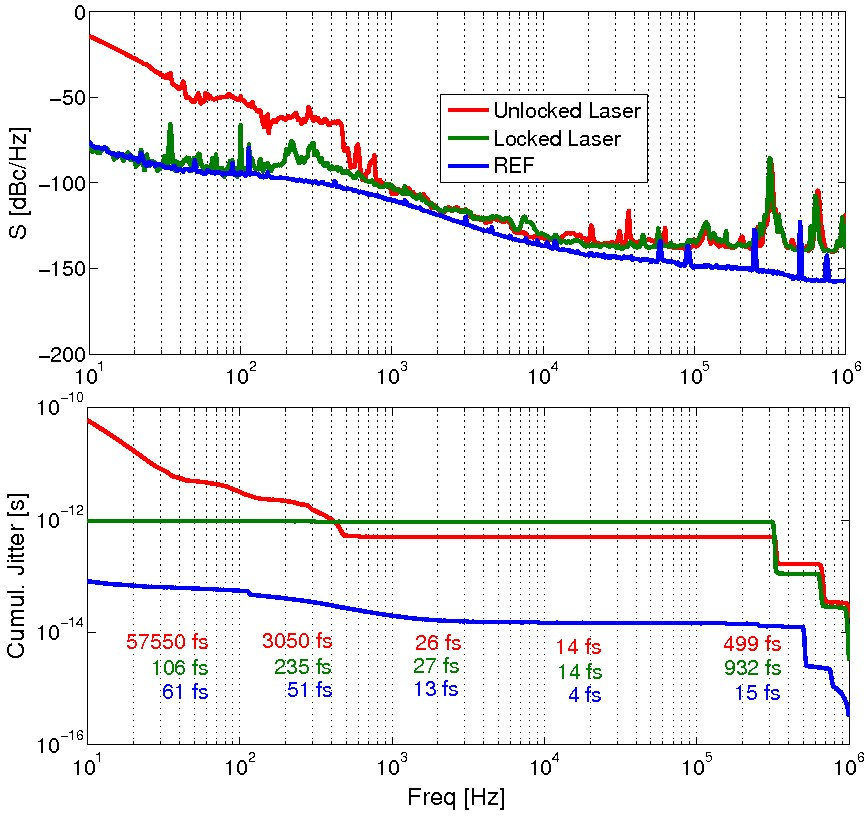 0
−50
−100
−150
−200
S [dBc/Hz]
Unlocked Laser
Locked Laser
REF
10^1 10^2 10^3 10^4 10^5 10^6
10^−10
10^−12
10^−14
10^−16
Cumul. Jitter [s]
57550 fs 3050 fs 26 fs 14 fs 499 fs
106 fs 235 fs 27 fs 14 fs 932 fs
61 fs 51 fs 13 fs 4 fs 15 fs
10^1 10^2 10^3 10^4 10^5 10^6
Freq [Hz]